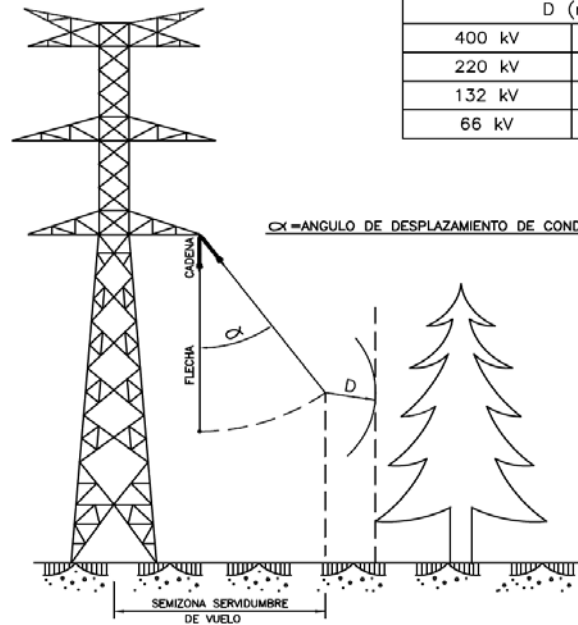 D (
400 kV
220 kV
132 kV
66 kV
α=ANGULO DE DESPLAZAMIENTO DE COND
CADENA
α
FLECHA
D
SEMIZONA SERVIDUMBRE
DE VUELO